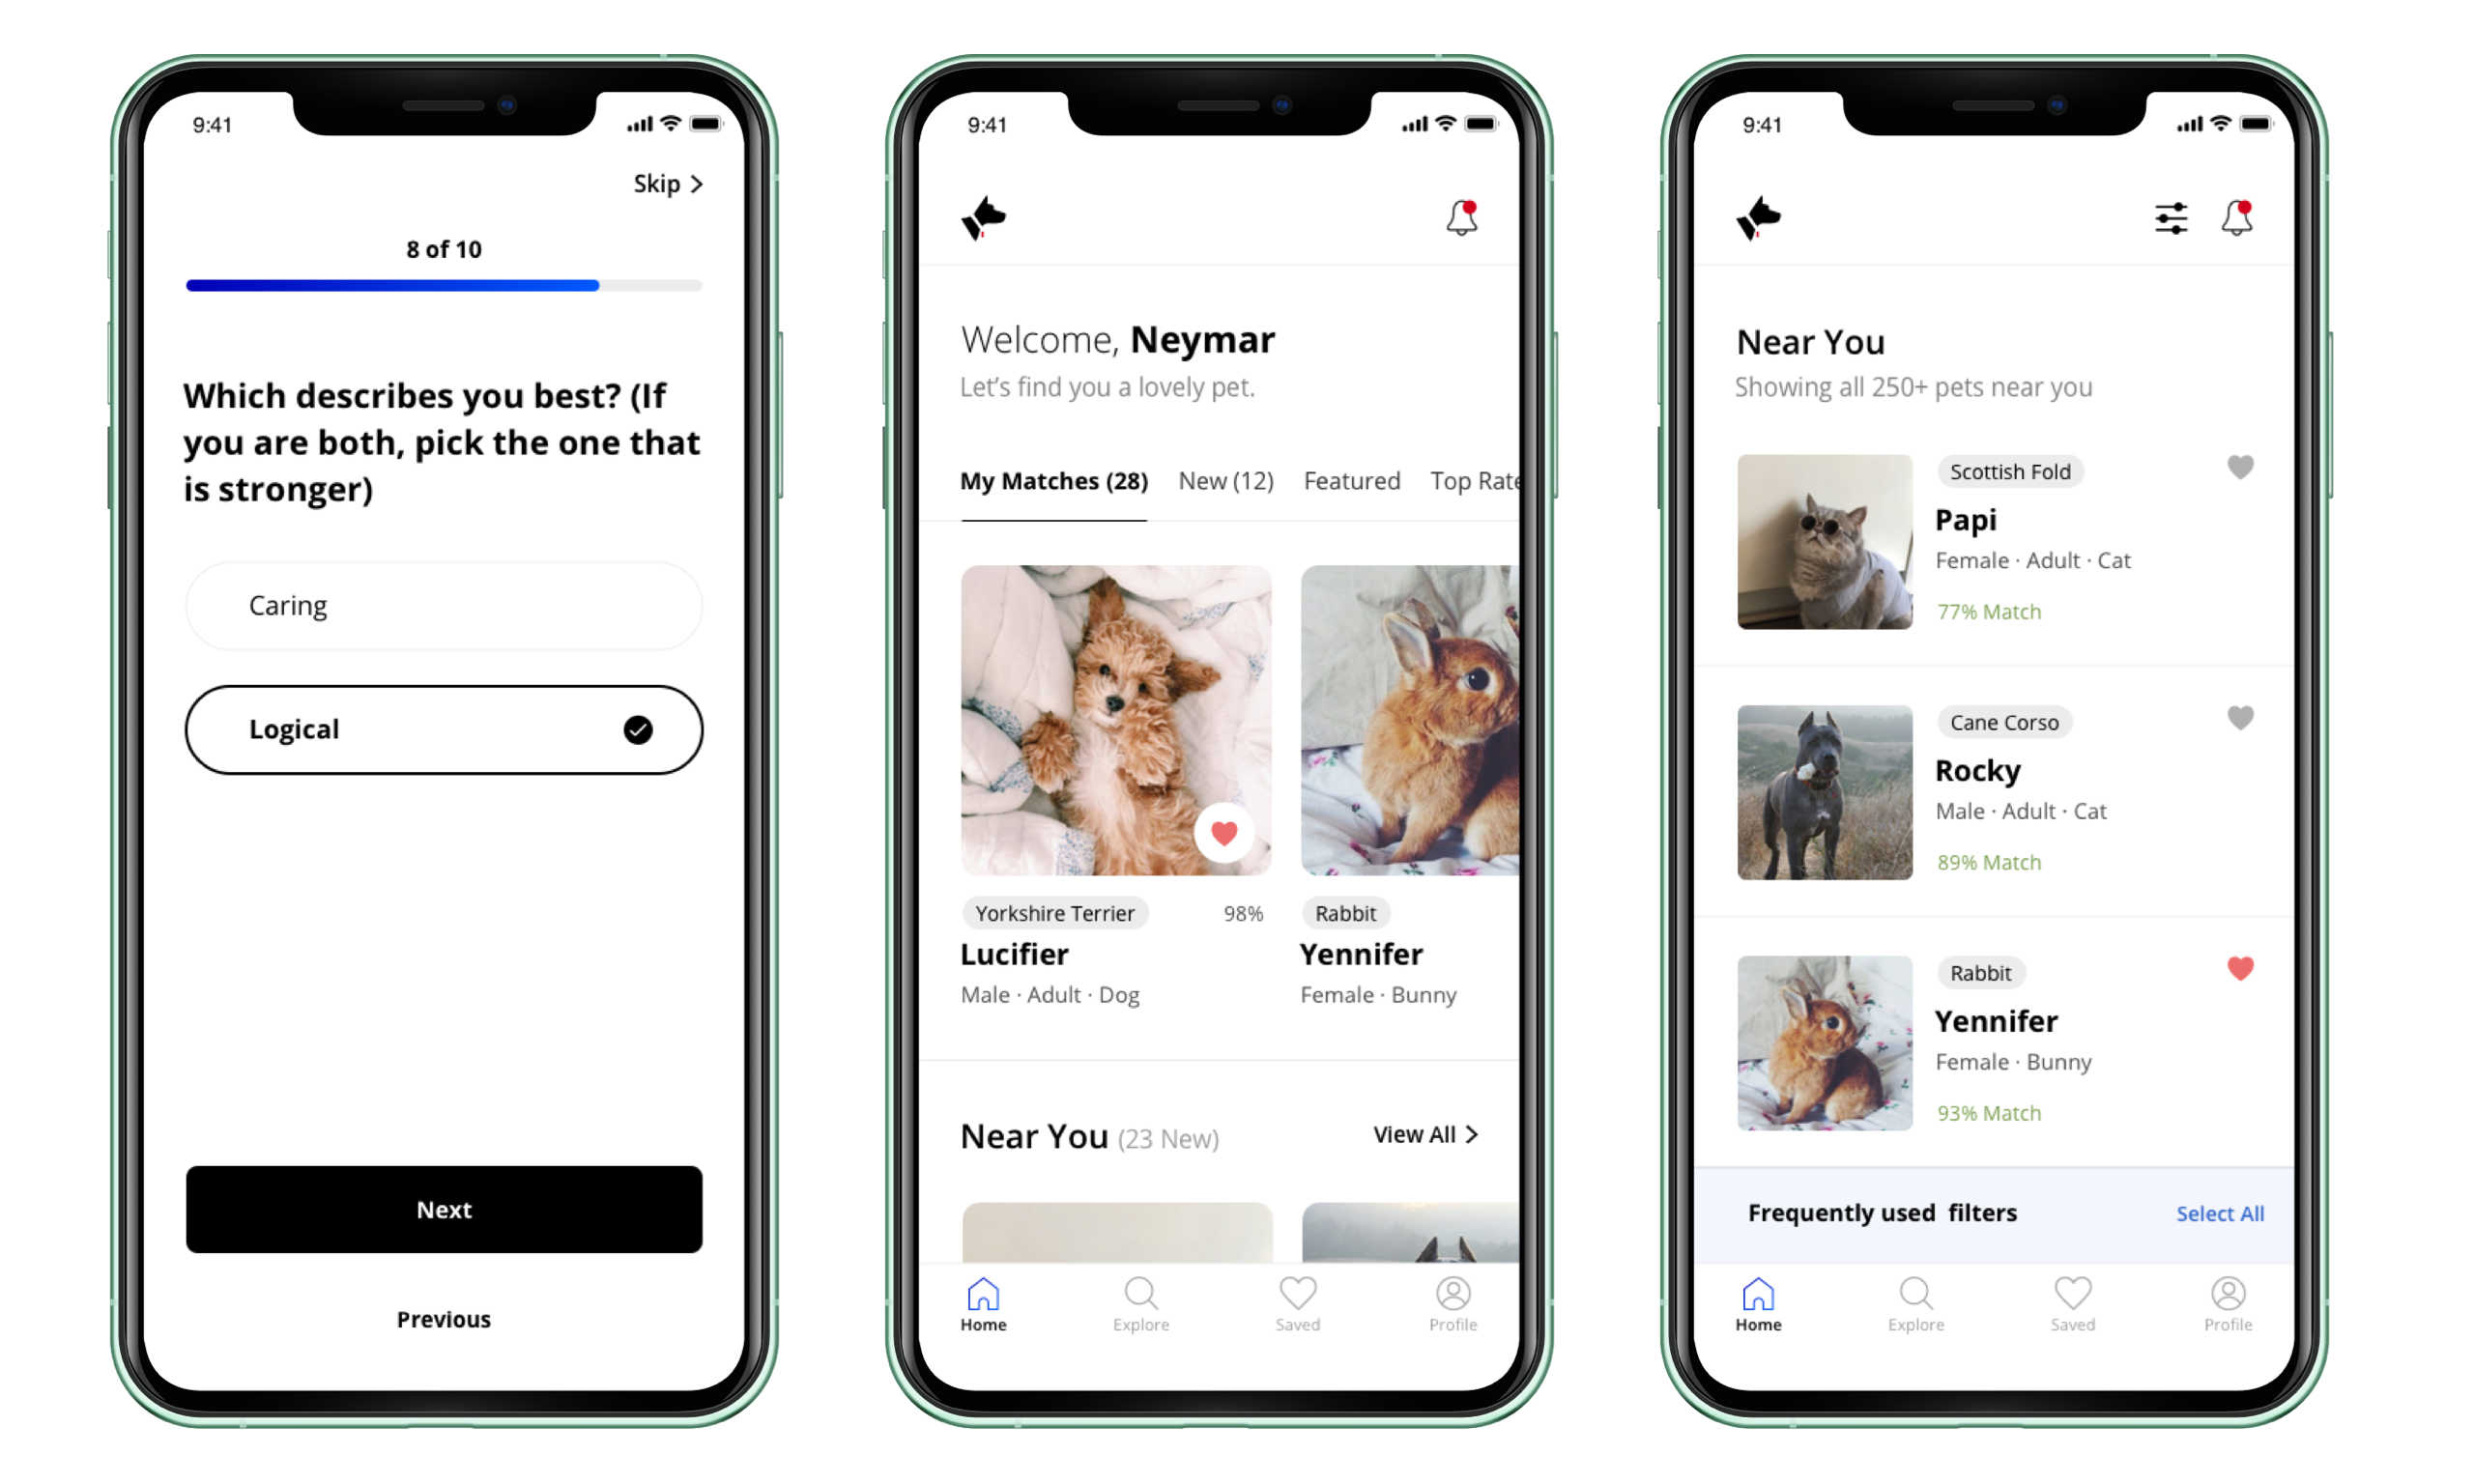 9:41
Skip
8 of 10
Which describes you best? (If
you are both, pick the one that
is stronger)
Caring
Logical
Next
Previous
9:41
Welcome, Neymar
Let's find you a lovely pet.
My Matches (28) New (12) Featured Top Rate
Yorkshire Terrier 98% Rabbit
Lucifier Yennifer
Male · Adult · Dog Female · Bunny
Near You (23 New) View All
Home Explore Saved Profile
9:41
Near You
Showing all 250+ pets near you
Scottish Fold
Papi
Female · Adult · Cat
77% Match
Cane Corso
Rocky
Male · Adult · Cat
89% Match
Rabbit
Yennifer
Female · Bunny
93% Match
Frequently used filters Select All
Home Explore Saved Profile